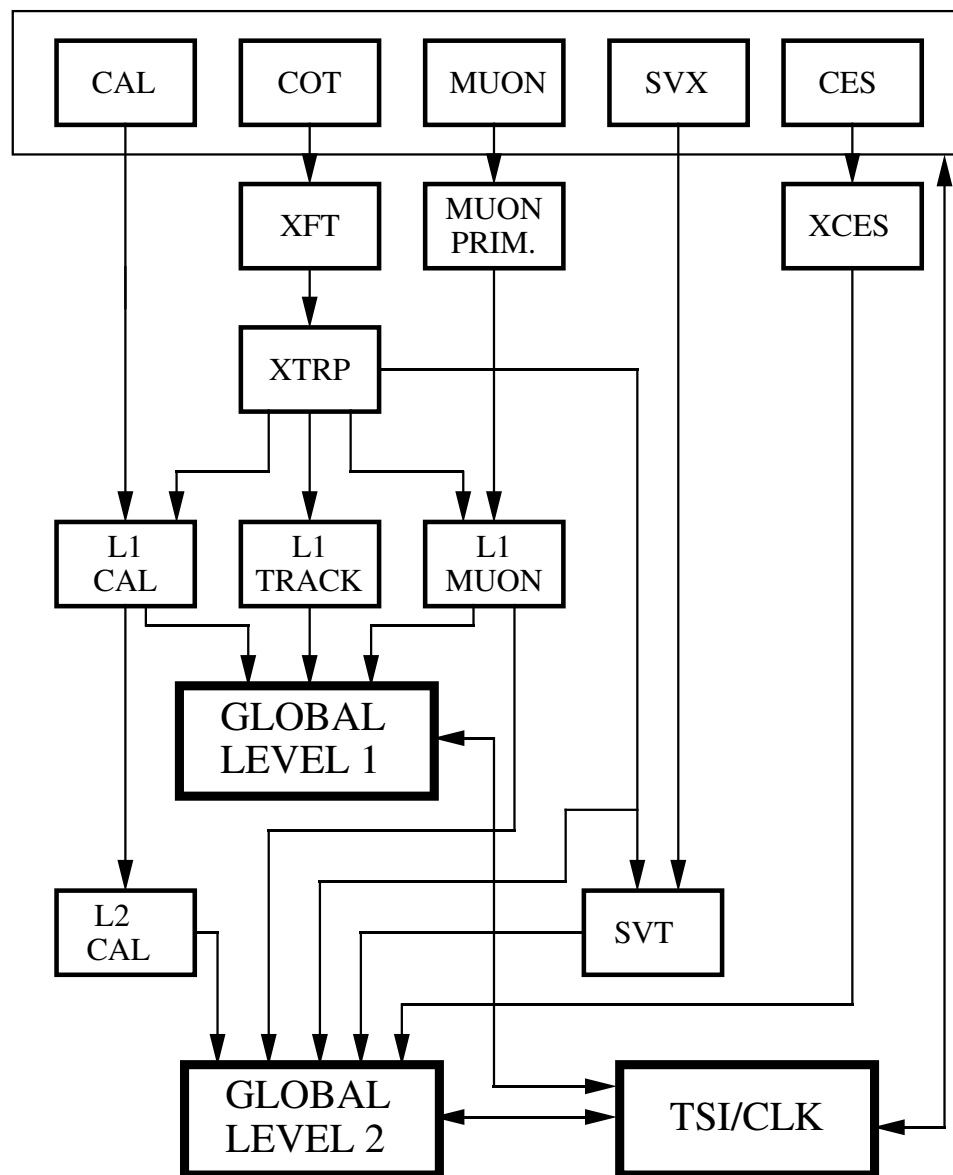 CAL
COT
MUON
SVX
CES
XFT
MUON
PRIM.
XCES
XTRP
L1
CAL
L1
TRACK
L1
MUON
GLOBAL
LEVEL 1
L2
CAL
SVT
GLOBAL
LEVEL 2
TSI/CLK